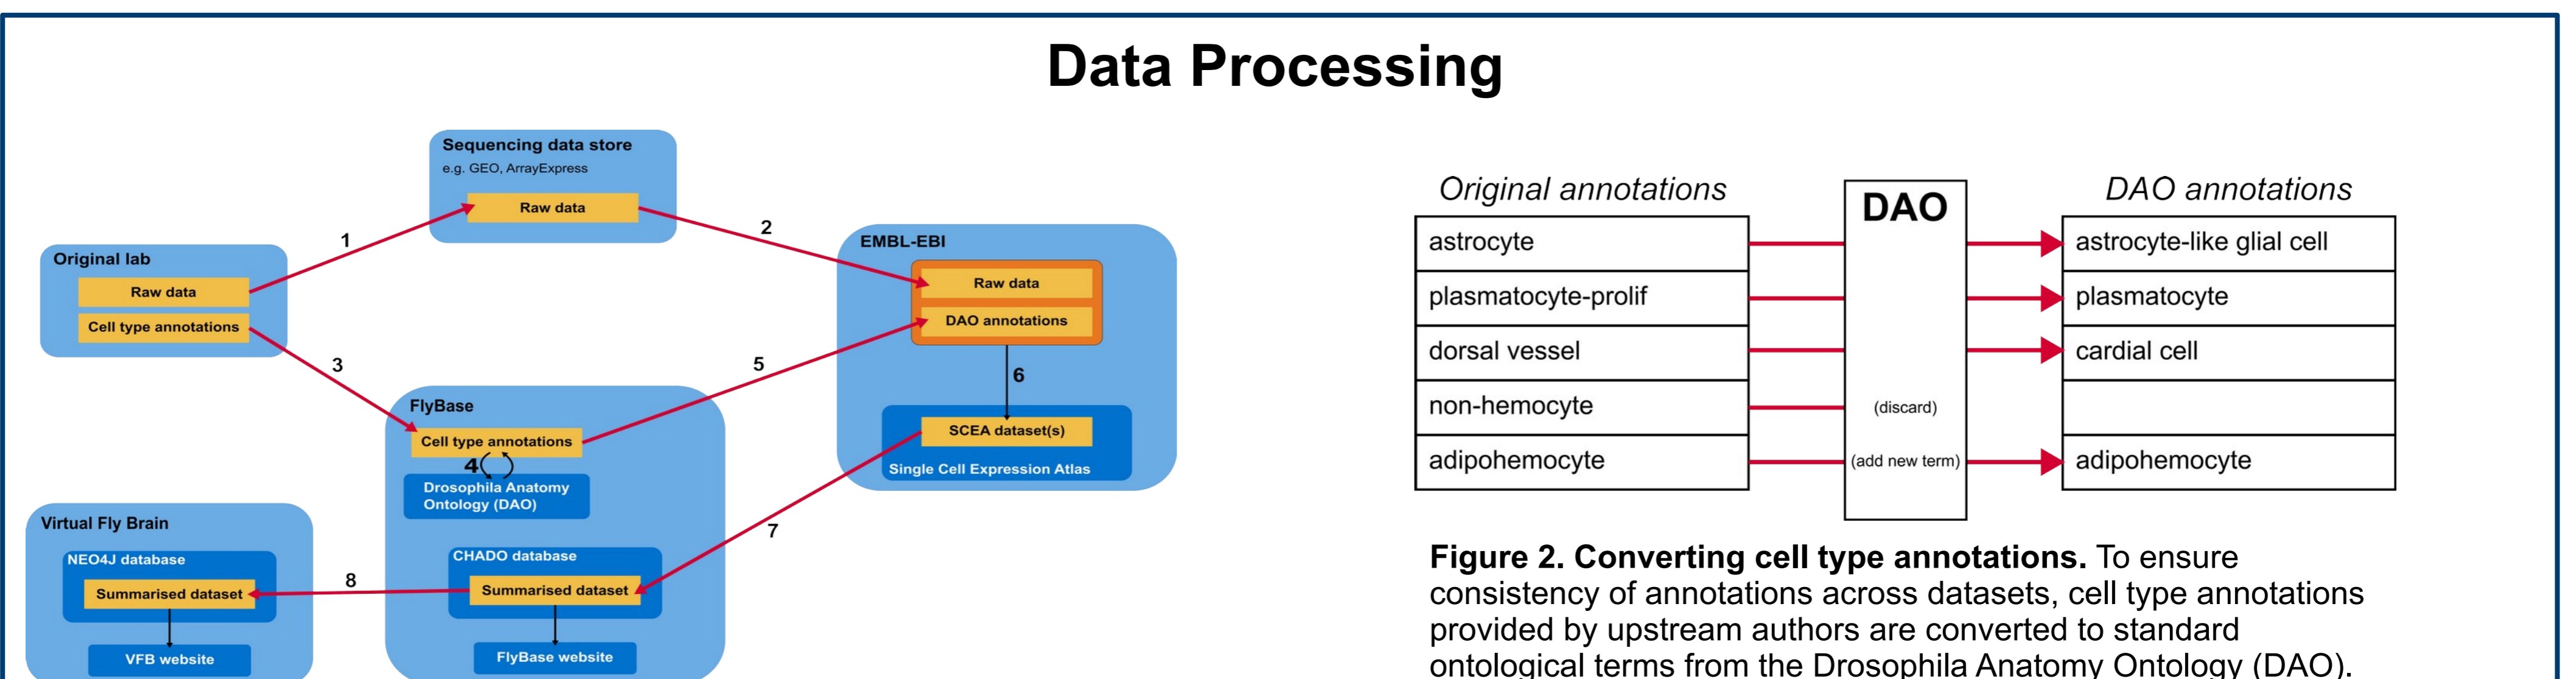 Data Processing
Sequencing data store
e.g. GEO, ArrayExpress
Raw data
1
2
Original lab
Raw data
Cell type annotations
EMBL-EBI
Raw data
DAO annotations
3
5
6
FlyBase
Cell type annotations
4
Drosophila Anatomy
Ontology (DAO)
SCEA dataset(s)
Single Cell Expression Atlas
7
Virtual Fly Brain
NEO4J database
Summarised dataset
VFB website
8
CHADO database
Summarised dataset
FlyBase website
Original annotations
DAO
DAO annotations
astrocyte
astrocyte-like glial cell
plasmatocyte-prolif
plasmatocyte
dorsal vessel
cardial cell
non-hemocyte
(discard)
adipohemocyte
(add new term)
adipohemocyte
Figure 2. Converting cell type annotations. To ensure
consistency of annotations across datasets, cell type annotations
provided by upstream authors are converted to standard
ontological terms from the Drosophila Anatomy Ontology (DAO).